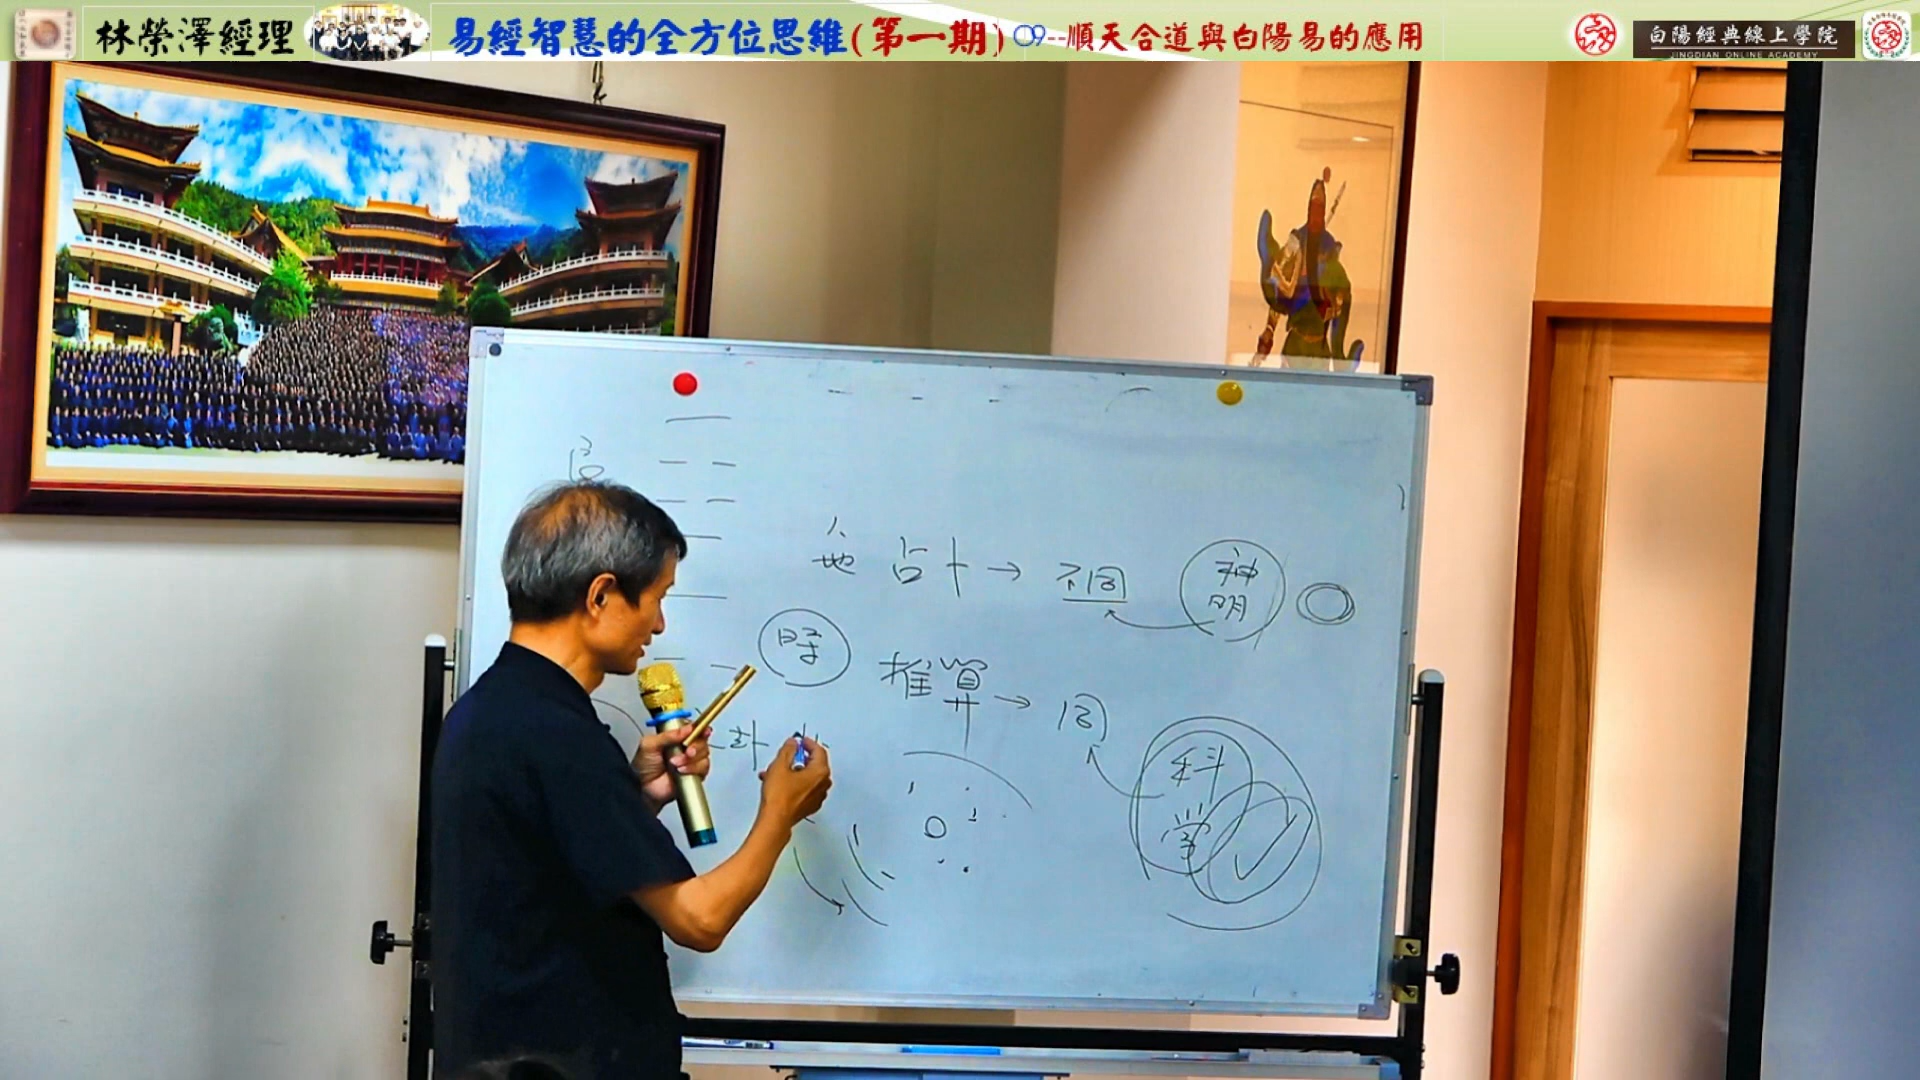 林榮澤經理
易經智慧的全方位思維(第一期)
09--順天合道與白陽易的應用
白陽經典線上學院
JINGDIAN ONLINE ACADEMY
占卜→不同
神明
時
推算→同
科學
卦